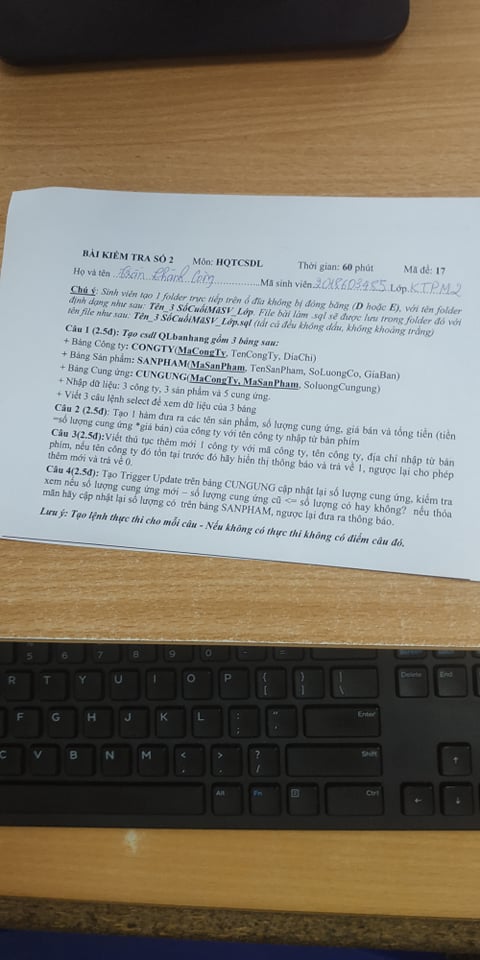 BÀI KIỂM TRA SỐ 2 Môn: HQTCSDL Thời gian: 60 phút Mã đề: 17
Họ và tên Trần Khánh Công Mã sinh viên Lớp KTPM2
Chú ý: Sinh viên tạo 1 folder trực tiếp trên ổ đĩa không bị đóng băng (D hoặc E), với tên folder
định dạng như sau: Tên_3 SốCuốiMãSV_Lớp. File bài làm .sql sẽ được lưu trong folder đó với
tên file như sau: Tên_3 SốCuốiMãSV_Lớp.sql (tất cả đều không dấu, không khoảng trắng)
Câu 1 (2.5đ): Tạo csdl QLbanhang gồm 3 bảng sau:
+ Bảng Công ty: CONGTY(MaCongTy, TenCongTy, DiaChi)
+ Bảng Sản phẩm: SANPHAM(MaSanPham, TenSanPham, SoLuongCo, GiaBan)
+ Bảng Cung ứng: CUNGUNG(MaCongTy, MaSanPham, SoluongCungung)
+ Nhập dữ liệu: 3 công ty, 3 sản phẩm và 5 cung ứng.
+ Viết 3 câu lệnh select để xem dữ liệu của 3 bảng
Câu 2 (2.5đ): Tạo 1 hàm đưa ra các tên sản phẩm, số lượng cung ứng, giá bán và tổng tiền (tiền
=số lượng cung ứng *giá bán) của công ty với tên công ty nhập từ bàn phím
Câu 3(2.5đ):Viết thủ tục thêm mới 1 công ty với mã công ty, tên công ty, địa chỉ nhập từ bàn
phím, nếu tên công ty đó tồn tại trước đó hãy hiển thị thông báo và trả về 1, ngược lại cho phép
thêm mới và trả về 0.
Câu 4(2.5đ): Tạo Trigger Update trên bảng CUNGUNG cập nhật lại số lượng cung ứng, kiểm tra
xem nếu số lượng cung ứng mới – số lượng cung ứng cũ <= số lượng có hay không? nếu thỏa
mãn hãy cập nhật lại số lượng có trên bảng SANPHAM, ngược lại đưa ra thông báo.
Lưu ý: Tạo lệnh thực thi cho mỗi câu - Nếu không có thực thi không có điểm câu đó.
5 6 7 8 9 0 - =
R T Y U I O P { [ } ] | \ Delete End
F G H J K L : ; " ' Enter
C V B N M < , > . ? / Shift ↑
Alt Fn Ctrl ← ↓